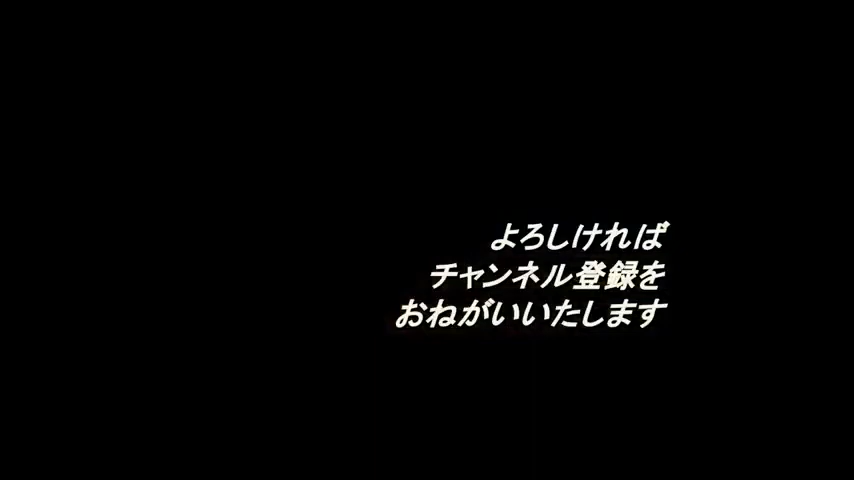 よろしければ
チャンネル登録を
おねがいいたします